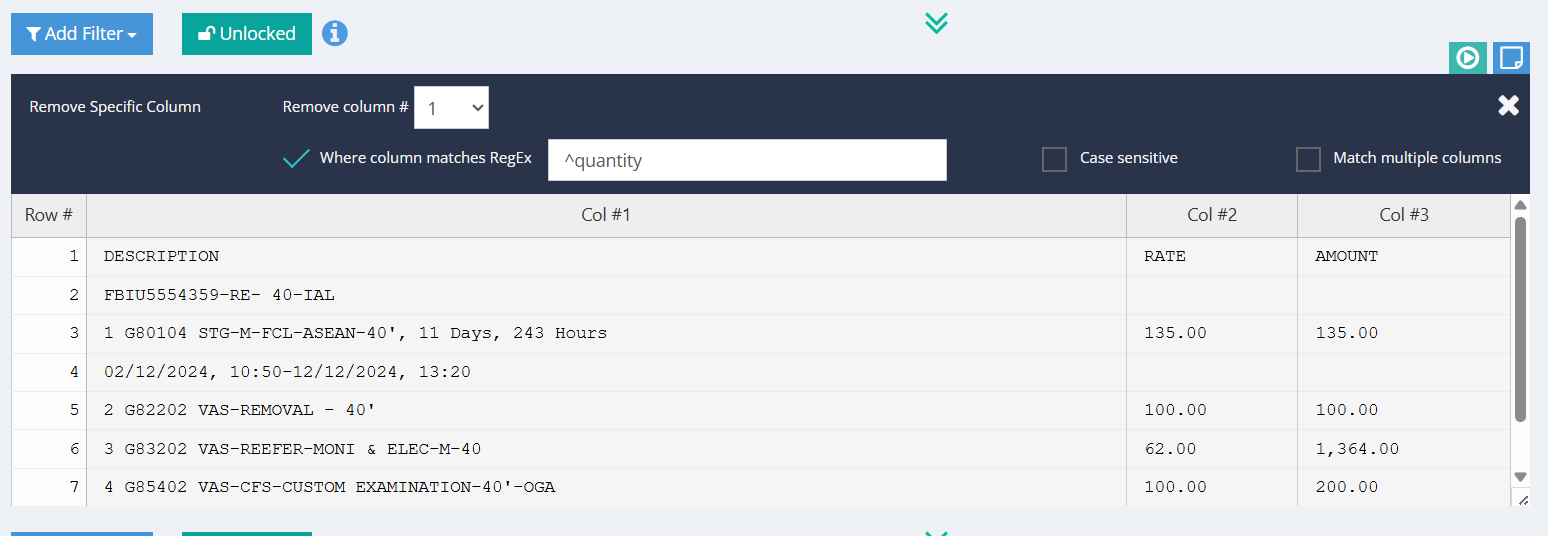 Add Filter Unlocked
Remove Specific Column Remove column # 1
Where column matches RegEx ^quantity Case sensitive Match multiple columns
Row # Col #1 Col #2 Col #3
1 DESCRIPTION RATE AMOUNT
2 FBIU5554359-RE- 40-IAL
3 1 G80104 STG-M-FCL-ASEAN-40', 11 Days, 243 Hours 135.00 135.00
4 02/12/2024, 10:50-12/12/2024, 13:20
5 2 G82202 VAS-REMOVAL - 40' 100.00 100.00
6 3 G83202 VAS-REEFER-MONI & ELEC-M-40 62.00 1,364.00
7 4 G85402 VAS-CFS-CUSTOM EXAMINATION-40'-OGA 100.00 200.00